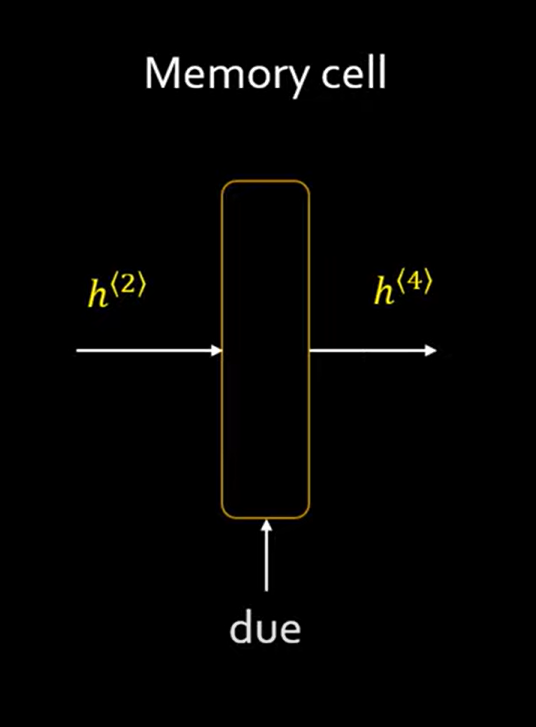 Memory cell
h⟨2⟩
h⟨4⟩
due